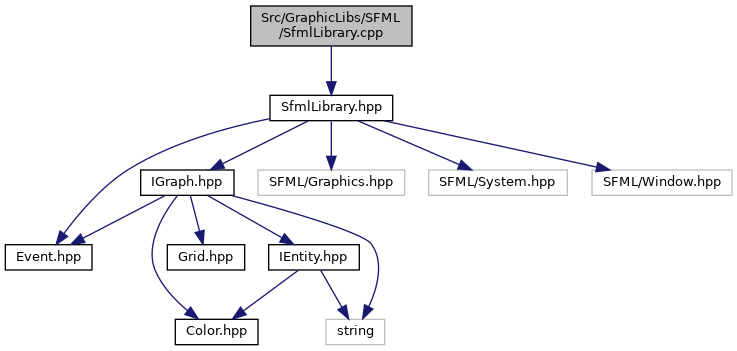 Src/GraphicLibs/SFML
/SfmlLibrary.cpp
SfmlLibrary.hpp
IGraph.hpp
SFML/Graphics.hpp
SFML/System.hpp
SFML/Window.hpp
Event.hpp
Grid.hpp
IEntity.hpp
Color.hpp
string